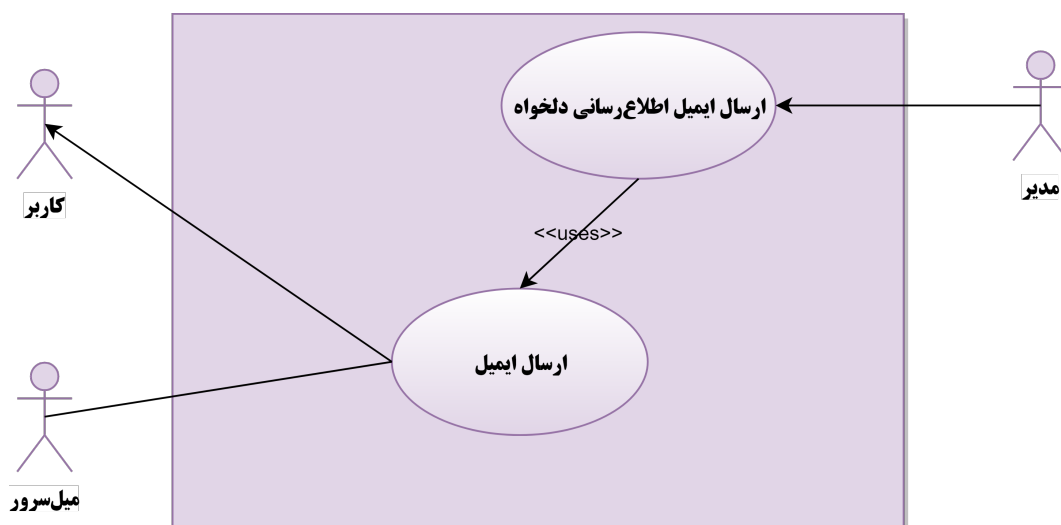 ارسال ایمیل اطلاع‌رسانی دلخواه
مدیر
کاربر
<<uses>>
ارسال ایمیل
میل‌سرور